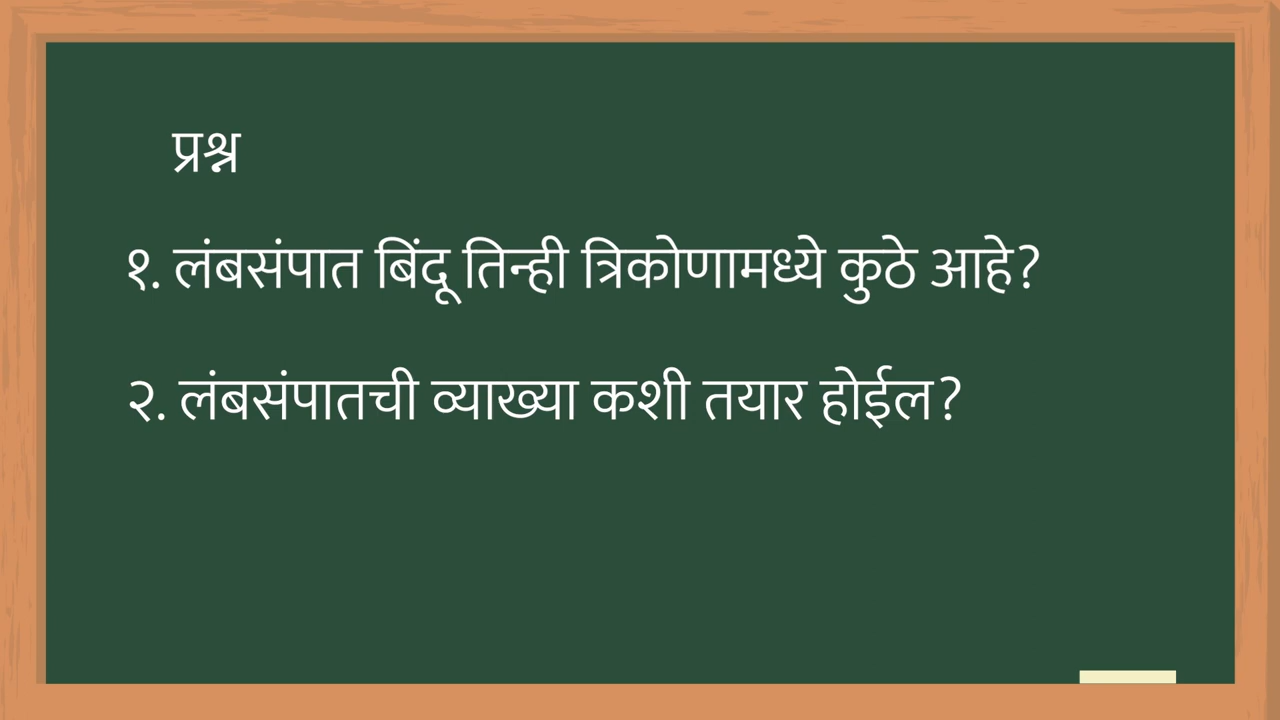 प्रश्न
१. लंबसंपात बिंदू तिन्ही त्रिकोणामध्ये कुठे आहे?
२. लंबसंपातची व्याख्या कशी तयार होईल?